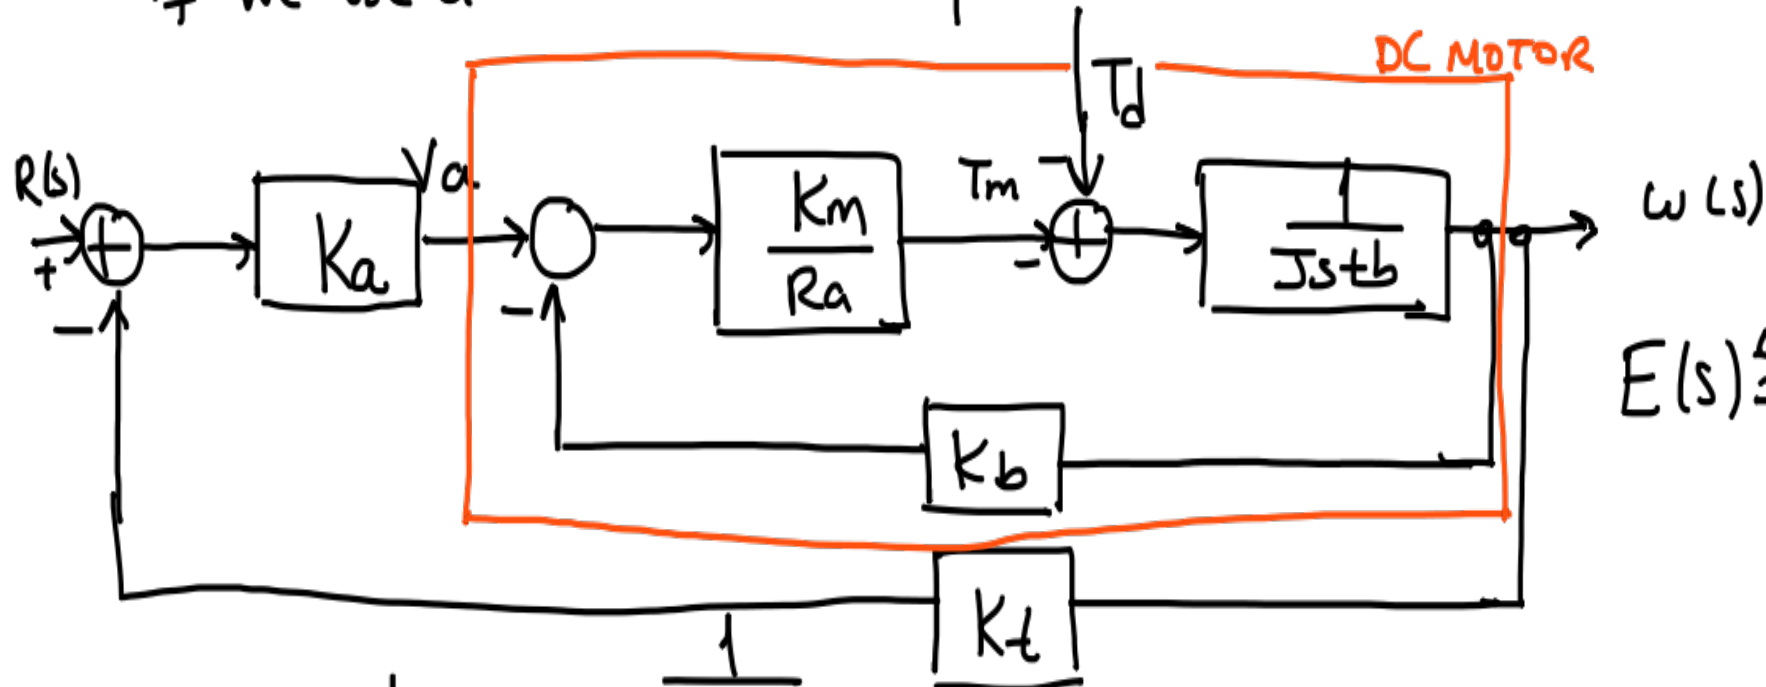 DC MOTOR
Td
R(s)
+
-
Ka
Va
-
Km
Ra
Tm
-
-
1
Js+b
ω(s)
E(s)
Kb
Kt
1